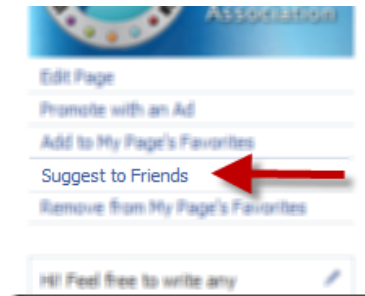 Association
Edit Page
Promote with an Ad
Add to My Page's Favorites
Suggest to Friends
Remove from My Page's Favorites
Hi! Feel free to write any